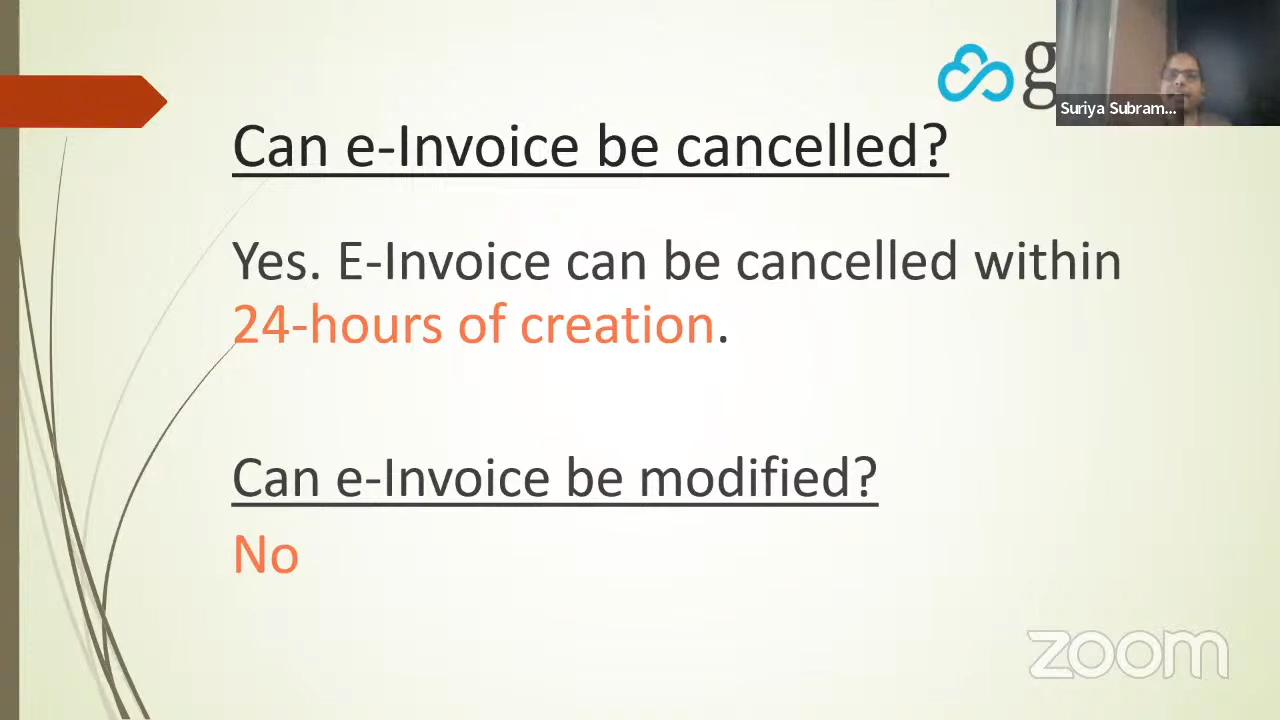 g
Suriya Subram...
Can e-Invoice be cancelled?
Yes. E-Invoice can be cancelled within
24-hours of creation.
Can e-Invoice be modified?
No
zoom